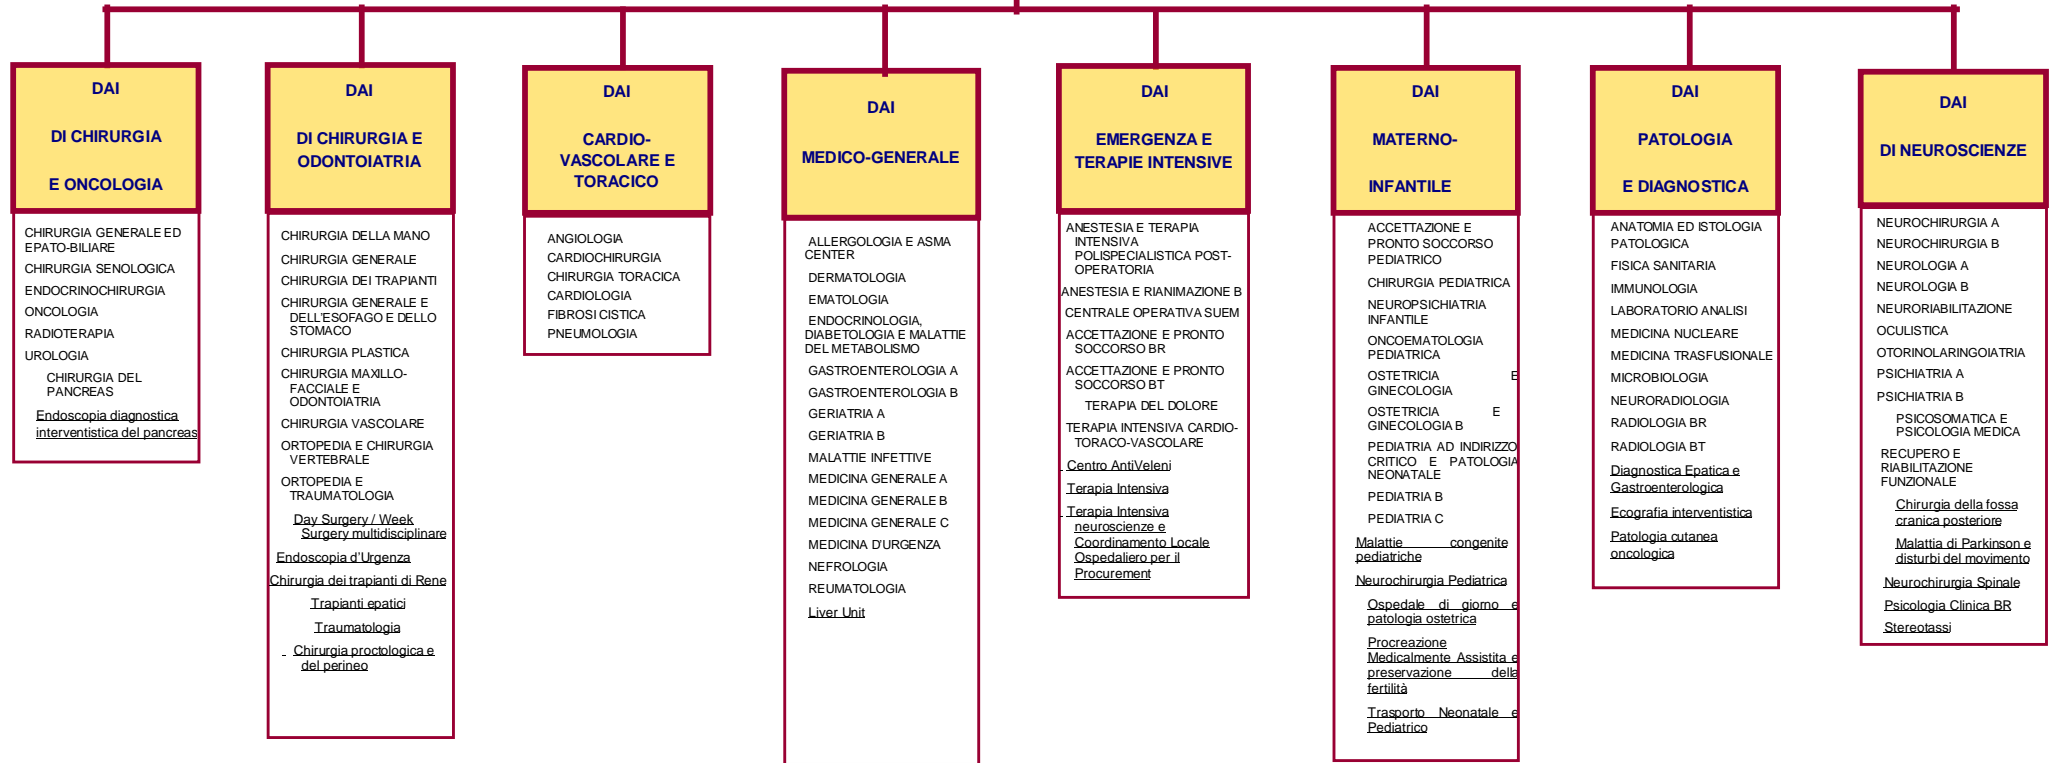 DAI
DI CHIRURGIA
E ONCOLOGIA
CHIRURGIA GENERALE ED
EPATO-BILIARE
CHIRURGIA SENOLOGICA
ENDOCRINOCHIRURGIA
ONCOLOGIA
RADIOTERAPIA
UROLOGIA
CHIRURGIA DEL
PANCREAS
Endoscopia diagnostica
interventistica del pancreas
DAI
DI CHIRURGIA E
ODONTOIATRIA
CHIRURGIA DELLA MANO
CHIRURGIA GENERALE
CHIRURGIA DEI TRAPIANTI
CHIRURGIA GENERALE E
DELL'ESOFAGO E DELLO
STOMACO
CHIRURGIA PLASTICA
CHIRURGIA MAXILLO-
FACCIALE E
ODONTOIATRIA
CHIRURGIA VASCOLARE
ORTOPEDIA E CHIRURGIA
VERTEBRALE
ORTOPEDIA E
TRAUMATOLOGIA
Day Surgery / Week
Surgery multidisciplinare
Endoscopia d'Urgenza
Chirurgia dei trapianti di Rene
Trapianti epatici
Traumatologia
Chirurgia proctologica e
del perineo
DAI
CARDIO-
VASCOLARE E
TORACICO
ANGIOLOGIA
CARDIOCHIRURGIA
CHIRURGIA TORACICA
CARDIOLOGIA
FIBROSI CISTICA
PNEUMOLOGIA
DAI
MEDICO-GENERALE
ALLERGOLOGIA E ASMA
CENTER
DERMATOLOGIA
EMATOLOGIA
ENDOCRINOLOGIA,
DIABETOLOGIA E MALATTIE
DEL METABOLISMO
GASTROENTEROLOGIA A
GASTROENTEROLOGIA B
GERIATRIA A
GERIATRIA B
MALATTIE INFETTIVE
MEDICINA GENERALE A
MEDICINA GENERALE B
MEDICINA GENERALE C
MEDICINA D'URGENZA
NEFROLOGIA
REUMATOLOGIA
Liver Unit
DAI
EMERGENZA E
TERAPIE INTENSIVE
ANESTESIA E TERAPIA
INTENSIVA
POLISPECIALISTICA POST-
OPERATORIA
ANESTESIA E RIANIMAZIONE B
CENTRALE OPERATIVA SUEM
ACCETTAZIONE E PRONTO
SOCCORSO BR
ACCETTAZIONE E PRONTO
SOCCORSO BT
TERAPIA DEL DOLORE
TERAPIA INTENSIVA CARDIO-
TORACO-VASCOLARE
Centro AntiVeleni
Terapia Intensiva
Terapia Intensiva
neuroscienze e
Coordinamento Locale
Ospedaliero per il
Procurement
DAI
MATERNO-
INFANTILE
ACCETTAZIONE E
PRONTO SOCCORSO
PEDIATRICO
CHIRURGIA PEDIATRICA
NEUROPSICHIATRIA
INFANTILE
ONCOEMATOLOGIA
PEDIATRICA
OSTETRICIA E
GINECOLOGIA
OSTETRICIA E
GINECOLOGIA B
PEDIATRIA AD INDIRIZZO
CRITICO E PATOLOGIA
NEONATALE
PEDIATRIA B
PEDIATRIA C
Malattie congenite
pediatriche
Neurochirurgia Pediatrica
Ospedale di giorno e
patologia ostetrica
Procreazione
Medicalmente Assistita e
preservazione della
fertilità
Trasporto Neonatale e
Pediatrico
DAI
PATOLOGIA
E DIAGNOSTICA
ANATOMIA ED ISTOLOGIA
PATOLOGICA
FISICA SANITARIA
IMMUNOLOGIA
LABORATORIO ANALISI
MEDICINA NUCLEARE
MEDICINA TRASFUSIONALE
MICROBIOLOGIA
NEURORADIOLOGIA
RADIOLOGIA BR
RADIOLOGIA BT
Diagnostica Epatica e
Gastroenterologica
Ecografia interventistica
Patologia cutanea
oncologica
DAI
DI NEUROSCIENZE
NEUROCHIRURGIA A
NEUROCHIRURGIA B
NEUROLOGIA A
NEUROLOGIA B
NEURORIABILITAZIONE
OCULISTICA
OTORINOLARINGOIATRIA
PSICHIATRIA A
PSICHIATRIA B
PSICOSOMATICA E
PSICOLOGIA MEDICA
RECUPERO E
RIABILITAZIONE
FUNZIONALE
Chirurgia della fossa
cranica posteriore
Malattia di Parkinson e
disturbi del movimento
Neurochirurgia Spinale
Psicologia Clinica BR
Stereotassi